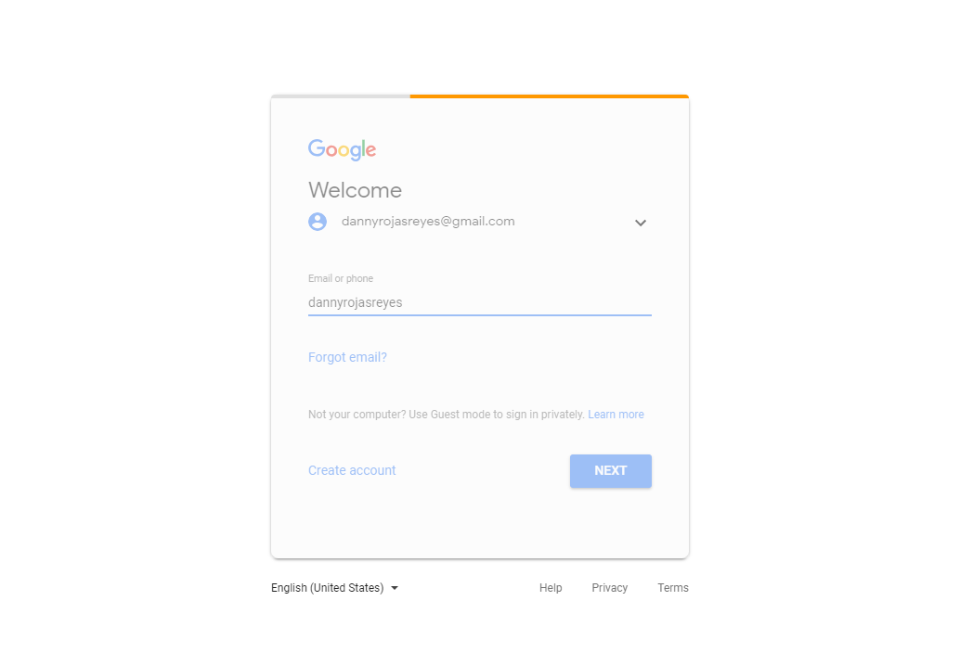 Google
Welcome
dannyrojasreyes@gmail.com
Email or phone
dannyrojasreyes
Forgot email?
Not your computer? Use Guest mode to sign in privately. Learn more
Create account NEXT
English (United States) Help Privacy Terms